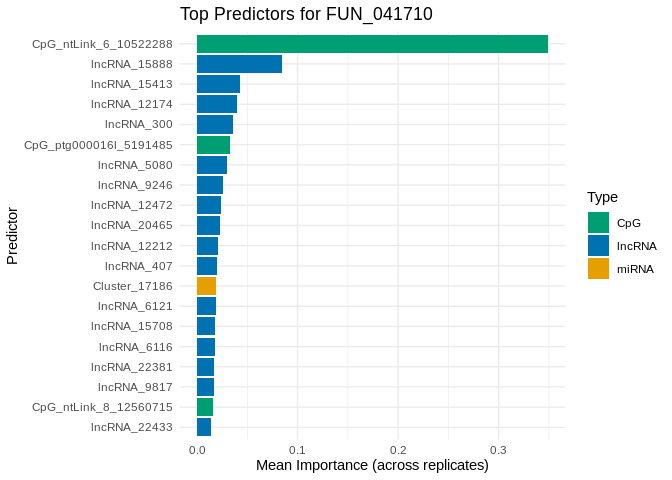 Top Predictors for FUN_041710
Predictor
CpG_ntLink_6_10522288
lncRNA_15888
lncRNA_15413
lncRNA_12174
lncRNA_300
CpG_ptg000016l_5191485
lncRNA_5080
lncRNA_9246
lncRNA_12472
lncRNA_20465
lncRNA_12212
lncRNA_407
Cluster_17186
lncRNA_6121
lncRNA_15708
lncRNA_6116
lncRNA_22381
lncRNA_9817
CpG_ntLink_8_12560715
lncRNA_22433
0.0 0.1 0.2 0.3
Mean Importance (across replicates)
Type
CpG
lncRNA
miRNA